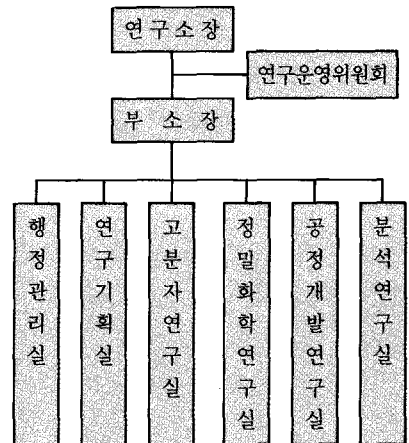 연구소장
연구운영위원회
부소장
행정관리실
연구기획실
고분자연구실
정밀화학연구실
공정개발연구실
분석연구실